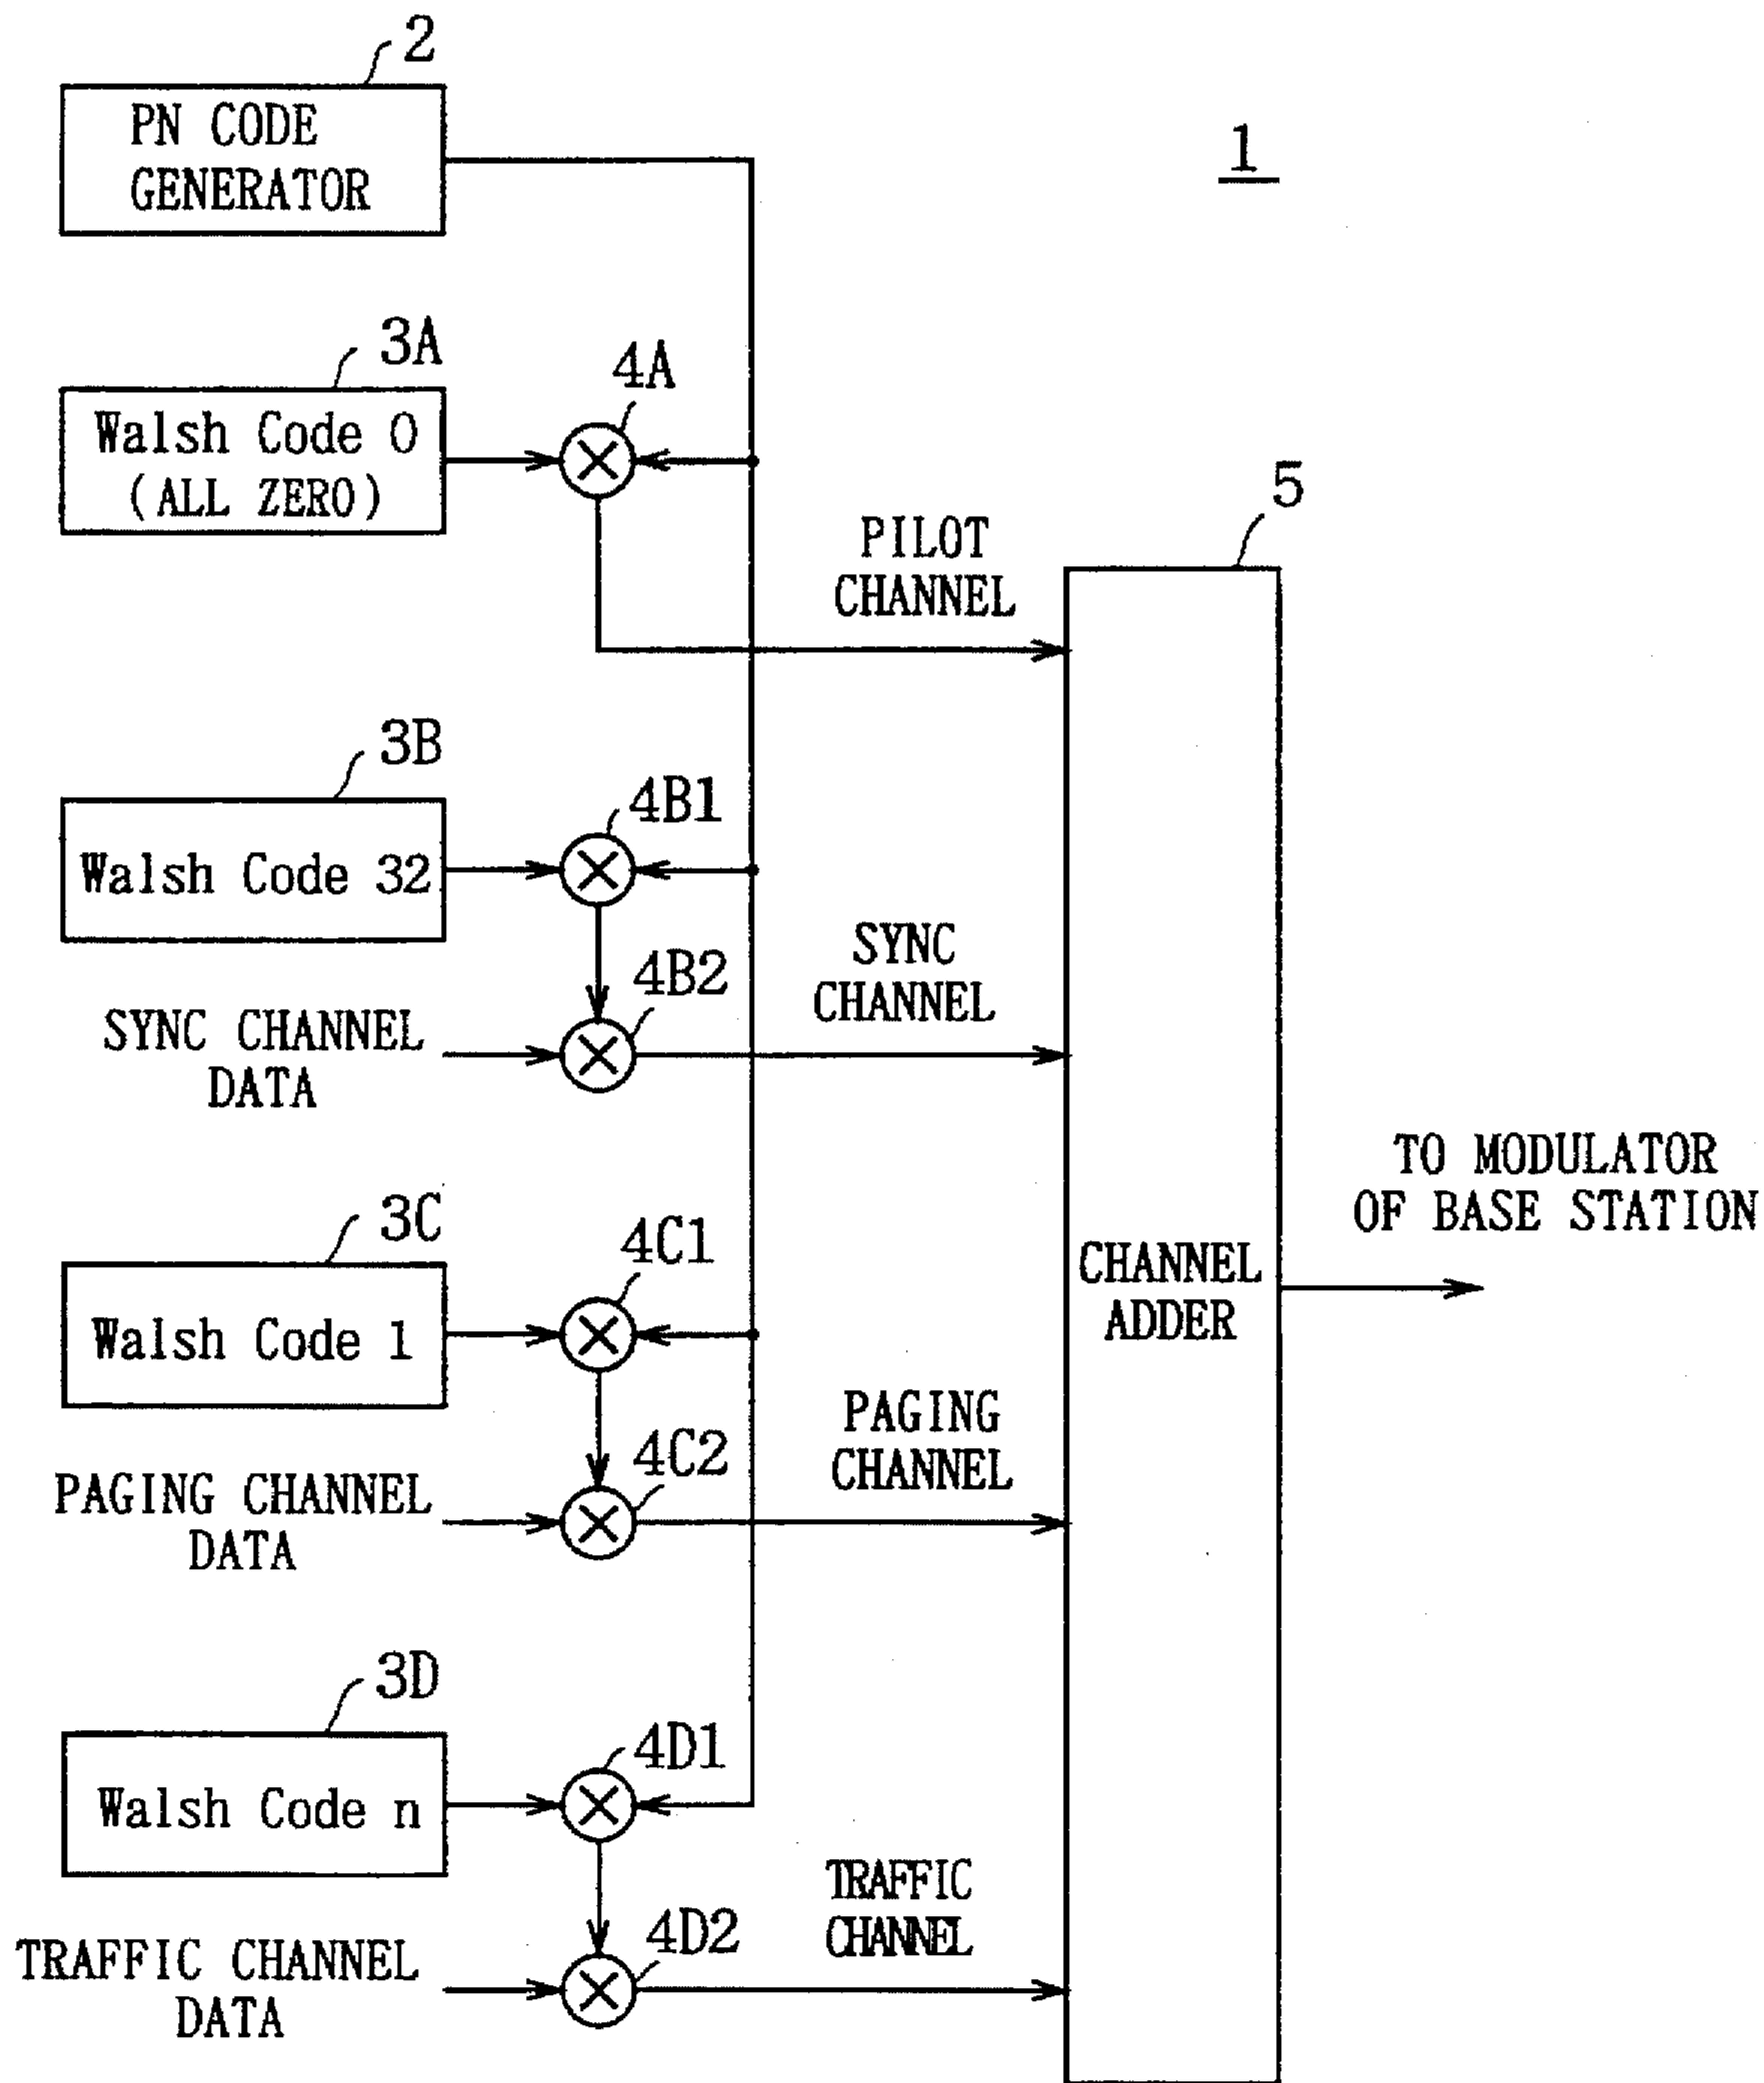 2
PN CODE
GENERATOR
1
3A
4A
Walsh Code 0
(ALL ZERO)
5
PILOT
CHANNEL
3B
4B1
Walsh Code 32
4B2
SYNC
CHANNEL
SYNC CHANNEL
DATA
TO MODULATOR
OF BASE STATION
3C
4C1
CHANNEL
ADDER
Walsh Code 1
4C2
PAGING
CHANNEL
PAGING CHANNEL
DATA
3D
4D1
Walsh Code n
4D2
TRAFFIC
CHANNEL
TRAFFIC CHANNEL
DATA